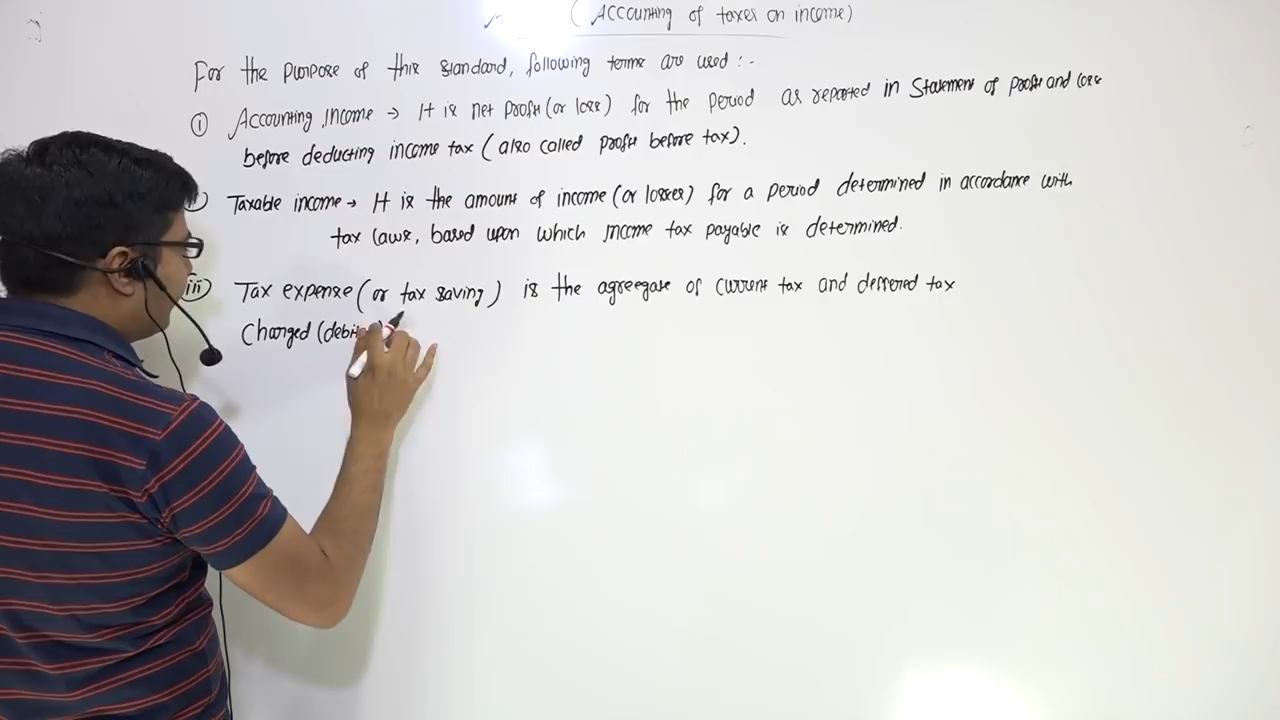 (Accounting of taxes on income)
For the purpose of this standard, following terms are used :-
(i) Accounting income → It is net profit (or loss) for the period as reported in Statement of profit and loss
before deducting income tax (also called profit before tax).
Taxable income → It is the amount of income (or losses) for a period determined in accordance with
tax laws, based upon which income tax payable is determined.
(iii) Tax expense (or tax saving) is the agreegate of current tax and deffered tax
Charged (debit